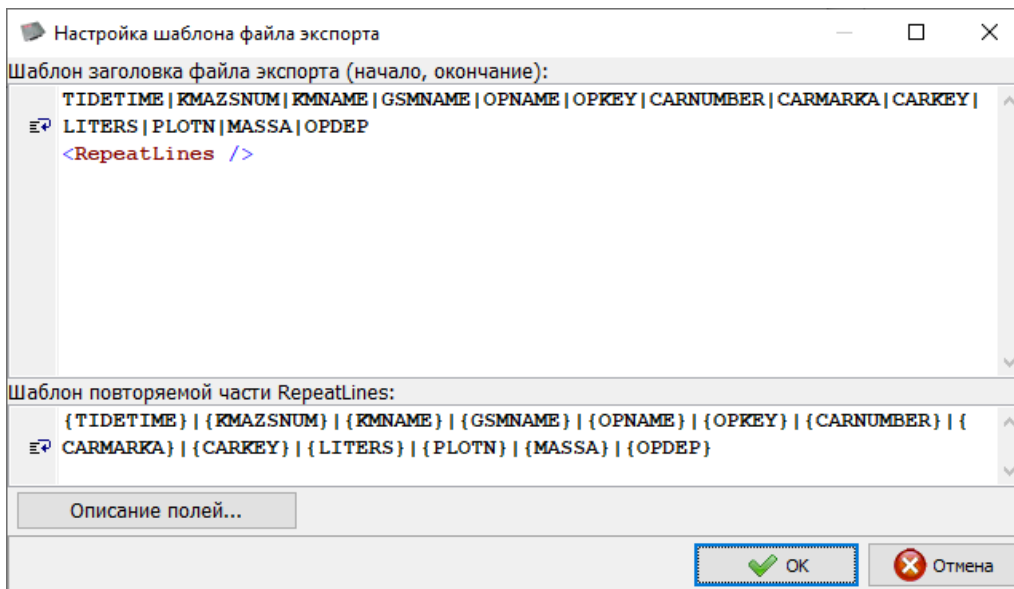 Настройка шаблона файла экспорта
Шаблон заголовка файла экспорта (начало, окончание):
TIDETIME|KMAZSNUM|KMNAME|GSMNAME|OPNAME|OPKEY|CARNUMBER|CARMARKA|CARKEY|
LITERS|PLOTN|MASSA|OPDEP
<RepeatLines />
Шаблон повторяемой части RepeatLines:
{TIDETIME}|{KMAZSNUM}|{KMNAME}|{GSMNAME}|{OPNAME}|{OPKEY}|{CARNUMBER}|{
CARMARKA}|{CARKEY}|{LITERS}|{PLOTN}|{MASSA}|{OPDEP}
Описание полей...
OK Отмена